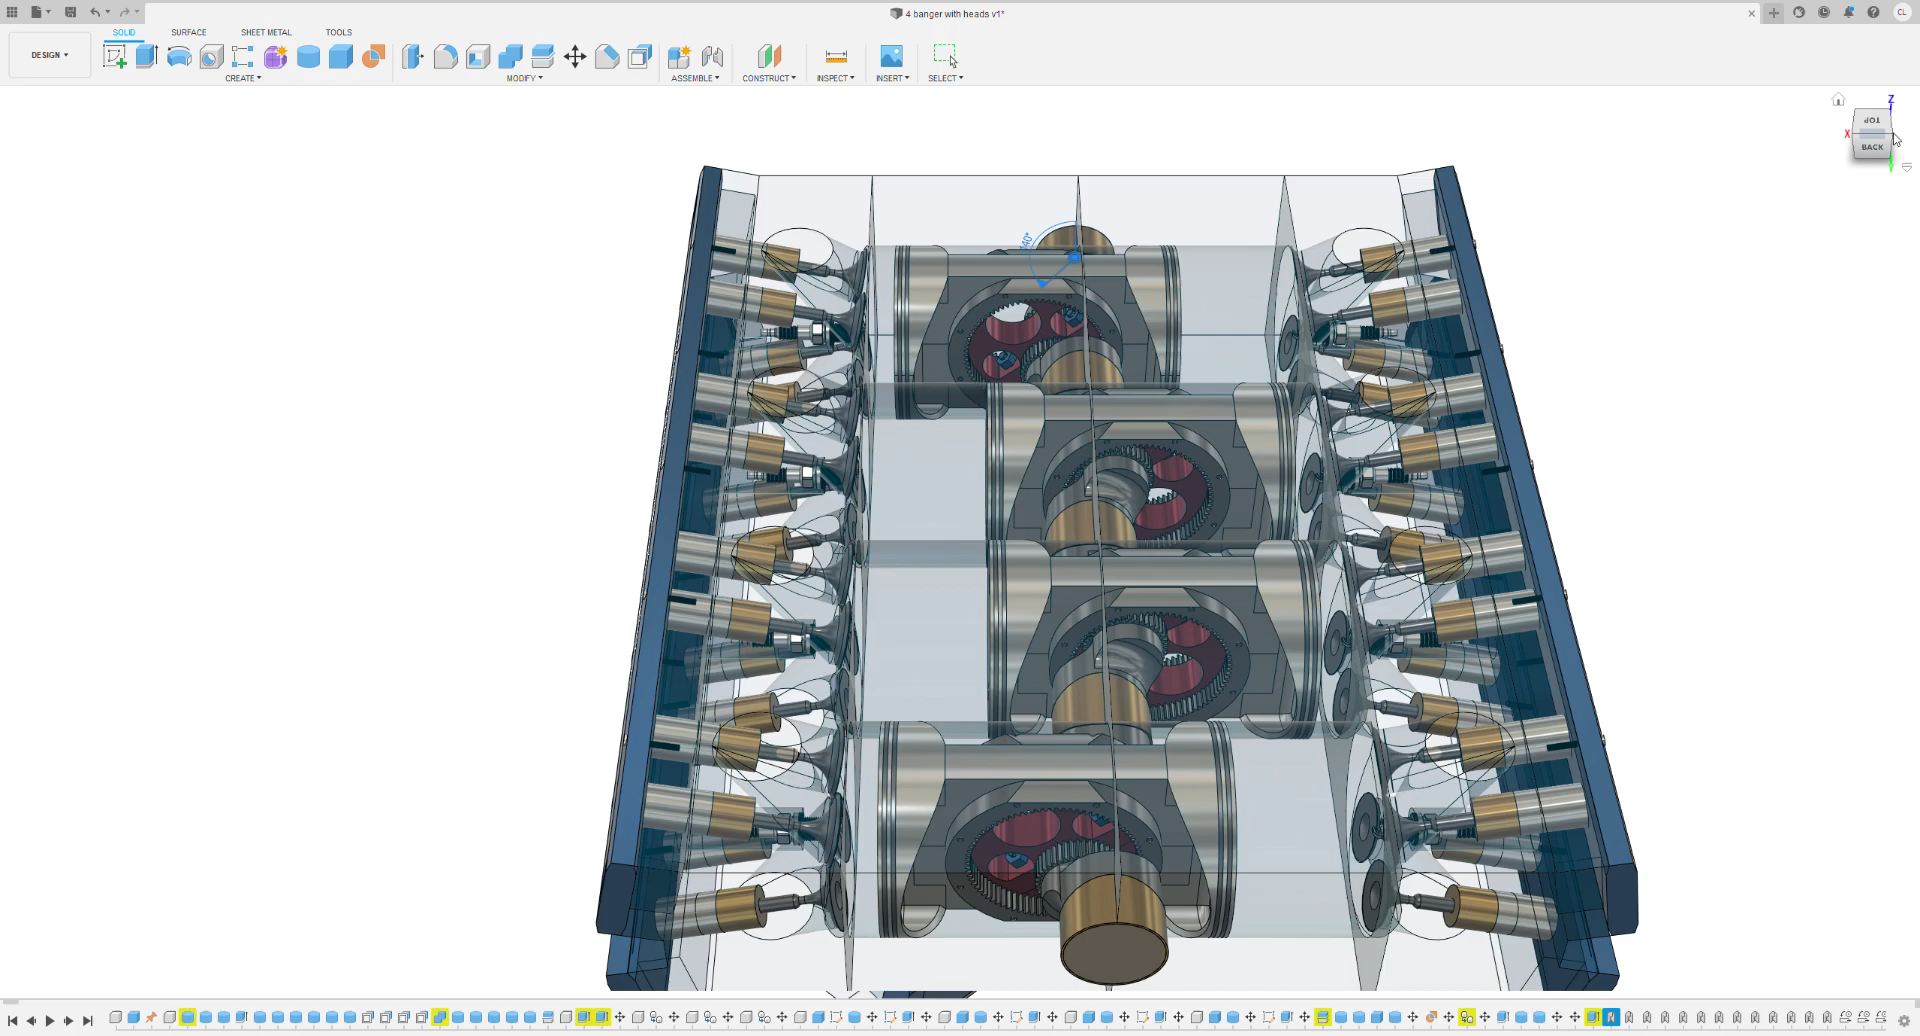 4 banger with heads v1*
CL
SOLID
SURFACE
SHEET METAL
TOOLS
DESIGN
CREATE
MODIFY
ASSEMBLE
CONSTRUCT
INSPECT
INSERT
SELECT
Z
TOP
X
BACK
Y